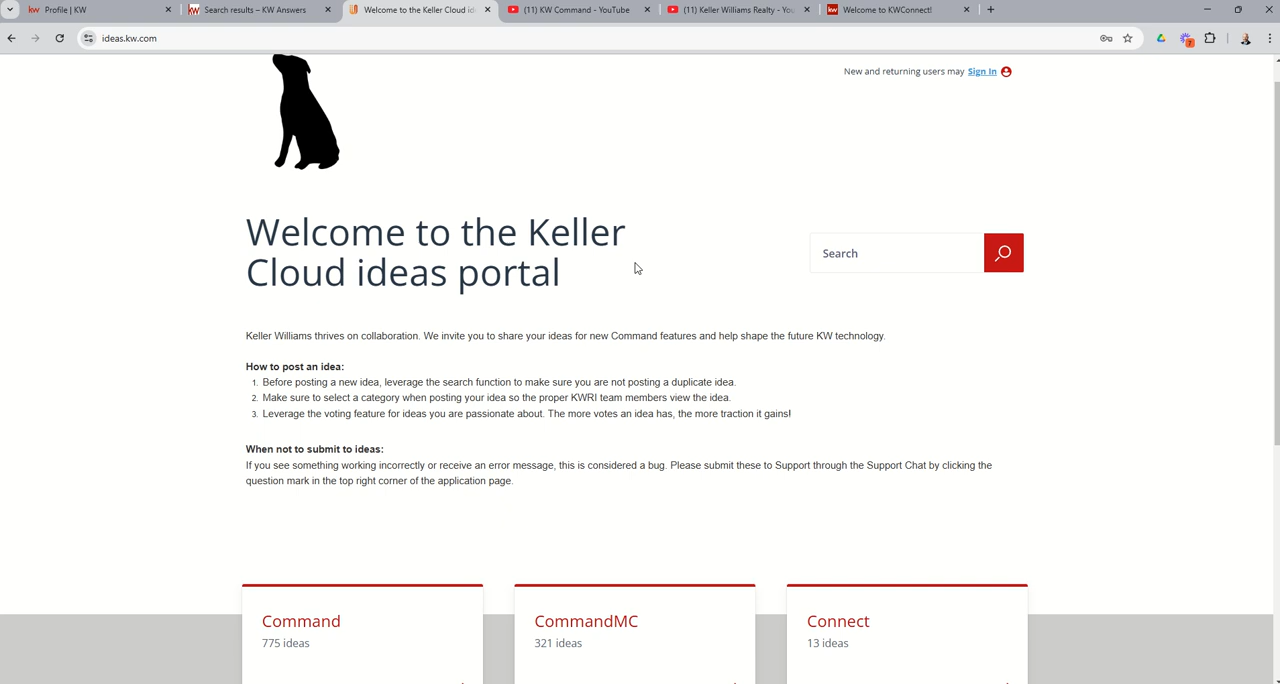 kw Profile | KW
KW Search results – KW Answers
Welcome to the Keller Cloud id
(11) KW Command - YouTube
(11) Keller Williams Realty - You
kw Welcome to KWConnect!
ideas.kw.com
7
New and returning users may Sign In
Welcome to the Keller
Cloud ideas portal
Search
Keller Williams thrives on collaboration. We invite you to share your ideas for new Command features and help shape the future KW technology.
How to post an idea:
1. Before posting a new idea, leverage the search function to make sure you are not posting a duplicate idea.
2. Make sure to select a category when posting your idea so the proper KWRI team members view the idea.
3. Leverage the voting feature for ideas you are passionate about. The more votes an idea has, the more traction it gains!
When not to submit to ideas:
If you see something working incorrectly or receive an error message, this is considered a bug. Please submit these to Support through the Support Chat by clicking the
question mark in the top right corner of the application page.
Command
775 ideas
CommandMC
321 ideas
Connect
13 ideas